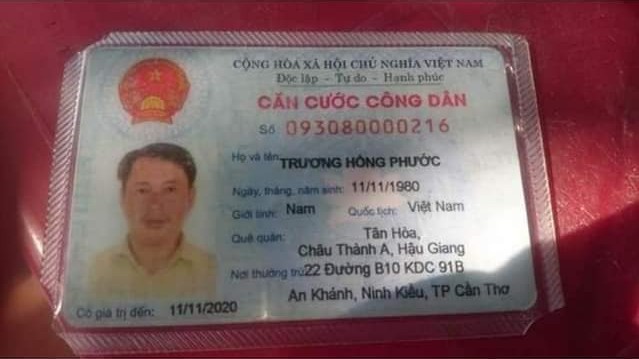 CỘNG HÒA XÃ HỘI CHỦ NGHĨA VIỆT NAM
Độc lập - Tự do - Hạnh phúc
CĂN CƯỚC CÔNG DÂN
Số 093080000216
Họ và tên TRƯƠNG HÔNG PHƯỚC
Ngày, tháng, năm sinh: 11/11/1980
Giới tính: Nam Quốc tịch: Việt Nam
Quê quán: Tân Hòa,
Châu Thành A, Hậu Giang
Nơi thường trú: 22 Đường B10 KDC 91B
An Khánh, Ninh Kiều, TP Cần Thơ
Có giá trị đến: 11/11/2020